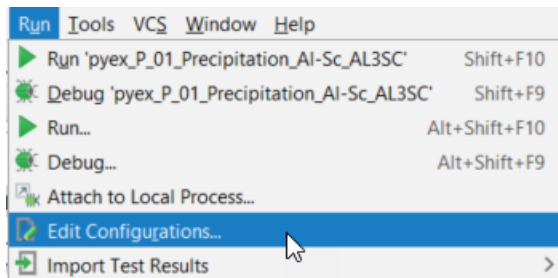 Run Tools VCS Window Help
Run 'pyex_P_01_Precipitation_Al-Sc_AL3SC' Shift+F10
Debug 'pyex_P_01_Precipitation_Al-Sc_AL3SC' Shift+F9
Run... Alt+Shift+F10
Debug... Alt+Shift+F9
Attach to Local Process...
Edit Configurations...
Import Test Results